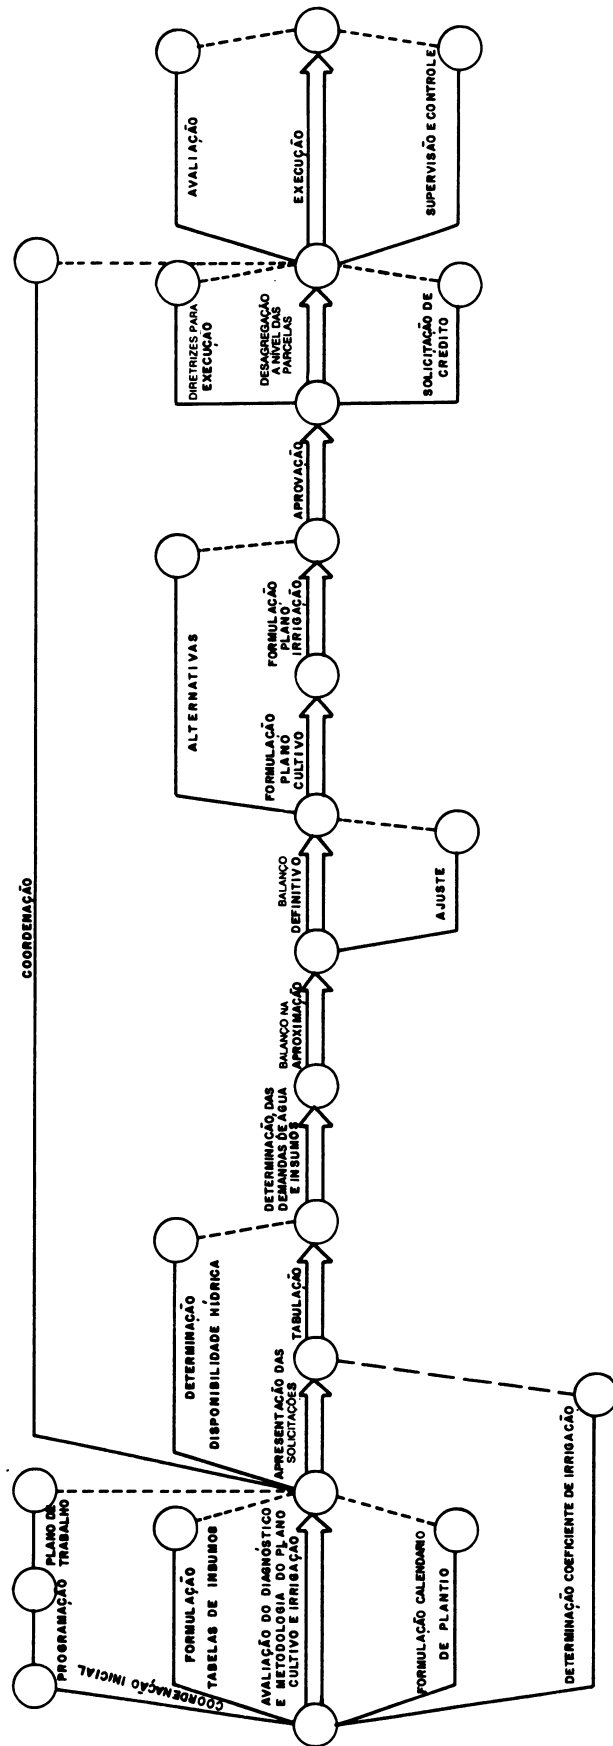 COORDENAÇÃO INICIAL
PROGRAMAÇÃO
PLANO DE
TRABALHO
COORDENAÇÃO
FORMULAÇÃO
TABELAS DE INSUMOS
AVALIAÇÃO DO DIAGNÓSTICO
E METODOLOGIA DO PLANO
CULTIVO E IRRIGAÇÃO
FORMULAÇÃO CALENDARIO
DE PLANTIO
DETERMINAÇÃO COEFICIENTE DE IRRIGAÇÃO
DETERMINAÇÃO
DISPONIBILIDADE HÍDRICA
APRESENTAÇÃO DAS
SOLICITAÇÕES
TABULAÇÃO
DETERMINAÇÃO DAS
DEMANDAS DE ÁGUA
E INSUMOS
BALANÇO NA
APROXIMAÇÃO
BALANÇO
DEFINITIVO
AJUSTE
ALTERNATIVAS
FORMULAÇÃO
PLANO
CULTIVO
FORMULAÇÃO
PLANO
IRRIGAÇÃO
APROVAÇÃO
DIRETRIZES PARA
EXECUÇÃO
DESAGREGAÇÃO
A NÍVEL DAS
PARCELAS
SOLICITAÇÃO DE
CRÉDITO
AVALIAÇÃO
EXECUÇÃO
SUPERVISÃO E CONTROLE